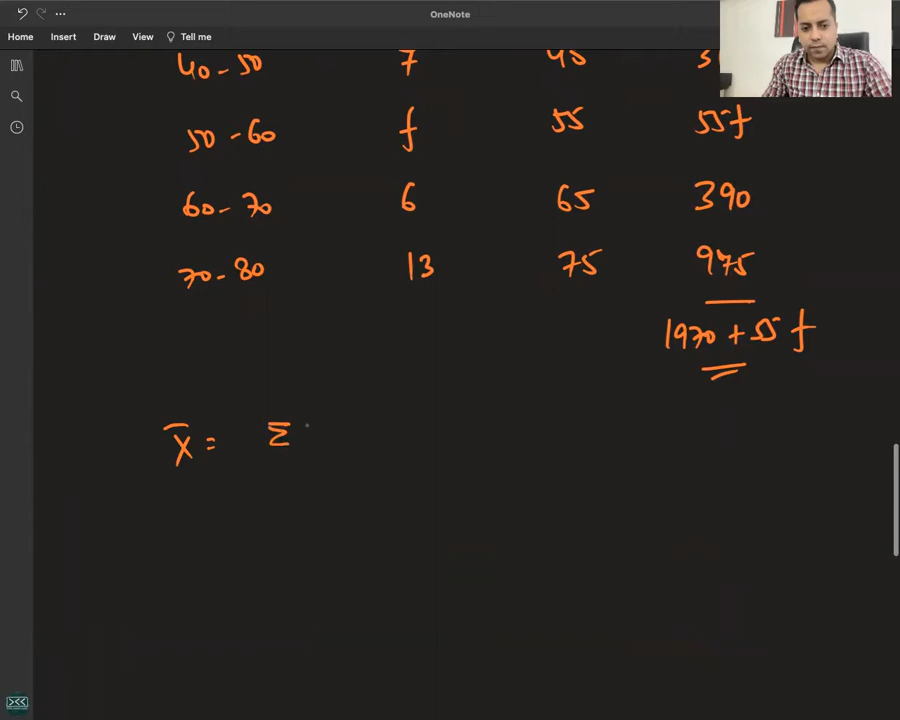 OneNote
Home Insert Draw View Tell me
40-50 7 45
50-60 f 55 55f
60-70 6 65 390
70-80 13 75 975
1970 + 55 f
X̄ = Σ